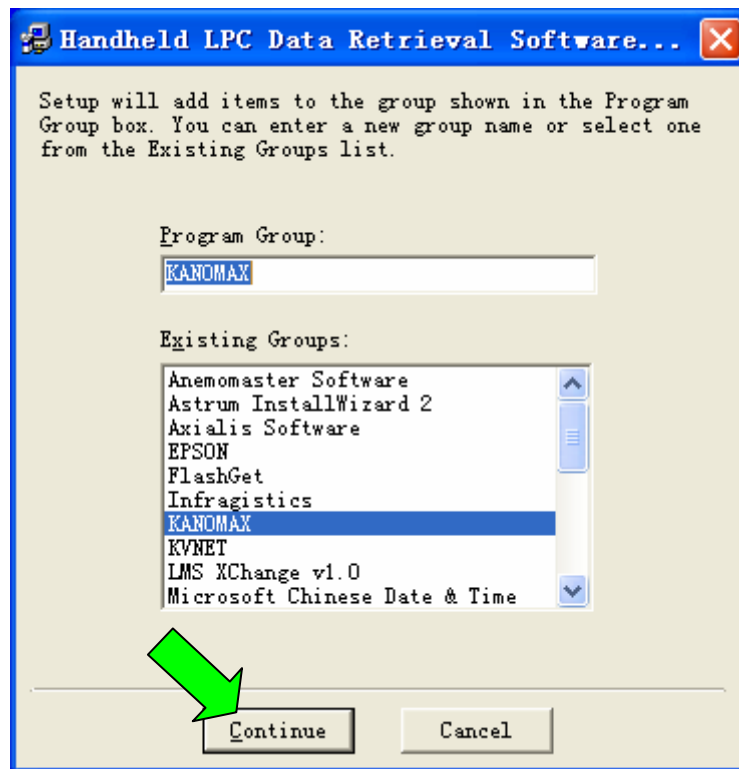 Handheld LPC Data Retrieval Software...
Setup will add items to the group shown in the Program
Group box. You can enter a new group name or select one
from the Existing Groups list.
Program Group:
KANOMAX
Existing Groups:
Anemomaster Software
Astrum InstallWizard 2
Axialis Software
EPSON
FlashGet
Infragistics
KANOMAX
KVNET
LMS XChange v1.0
Microsoft Chinese Date & Time
Continue Cancel